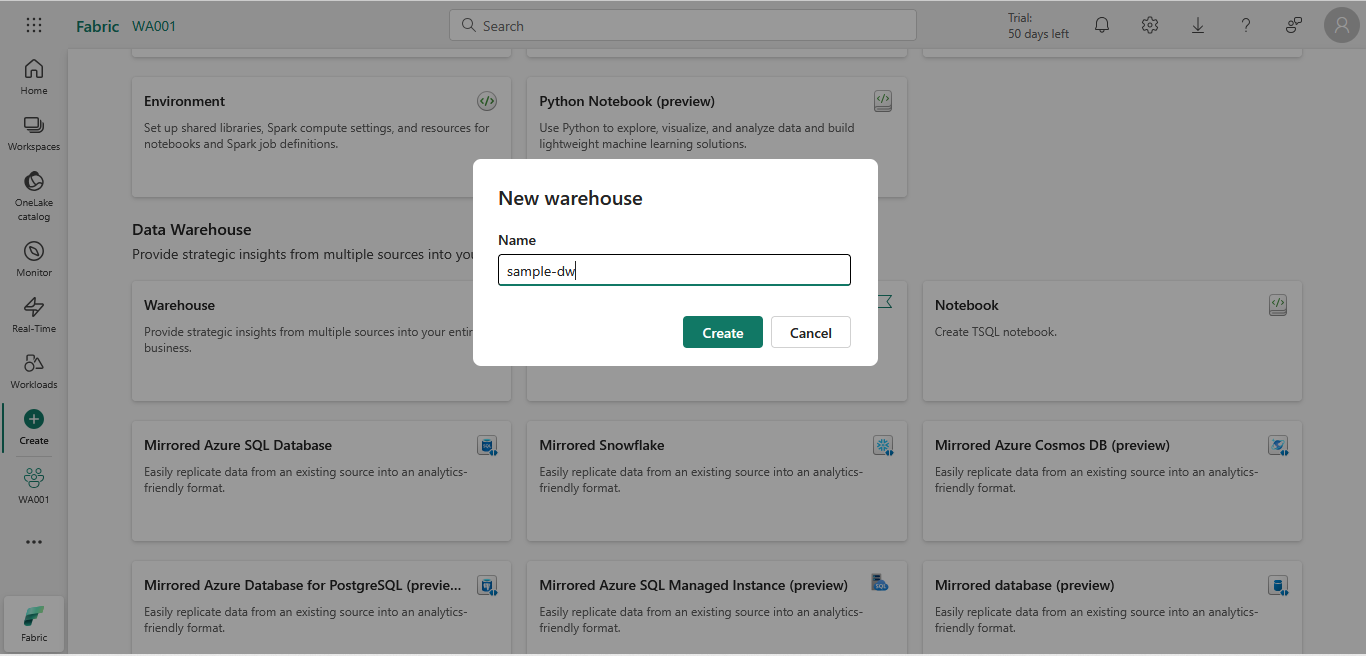 Fabric WA001
Search
Trial:
50 days left
Home
Workspaces
OneLake
catalog
Monitor
Real-Time
Workloads
Create
WA001
...
Fabric
Environment
Set up shared libraries, Spark compute settings, and resources for
notebooks and Spark job definitions.
Python Notebook (preview)
Use Python to explore, visualize, and analyze data and build
lightweight machine learning solutions.
Data Warehouse
Provide strategic insights from multiple sources into
New warehouse
Name
sample-dw
Create Cancel
Warehouse
Provide strategic insights from multiple sources into your
business.
Notebook
Create TSQL notebook.
Mirrored Azure SQL Database
Easily replicate data from an existing source into an analytics-
friendly format.
Mirrored Snowflake
Easily replicate data from an existing source into an analytics-
friendly format.
Mirrored Azure Cosmos DB (preview)
Easily replicate data from an existing source into an analytics-
friendly format.
Mirrored Azure Database for PostgreSQL (previe...
Easily replicate data from an existing source into an analytics-
friendly format.
Mirrored Azure SQL Managed Instance (preview)
Easily replicate data from an existing source into an analytics-
friendly format.
Mirrored database (preview)
Easily replicate data from an existing source into an analytics-
friendly format.